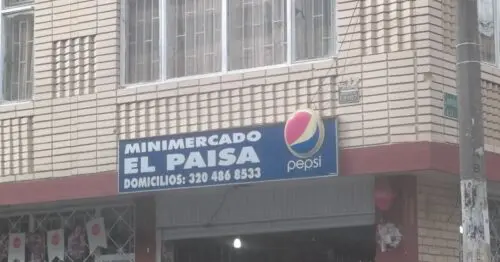 MINIMERCADO
EL PAISA
DOMICILIOS: 320 486 8533
pepsi